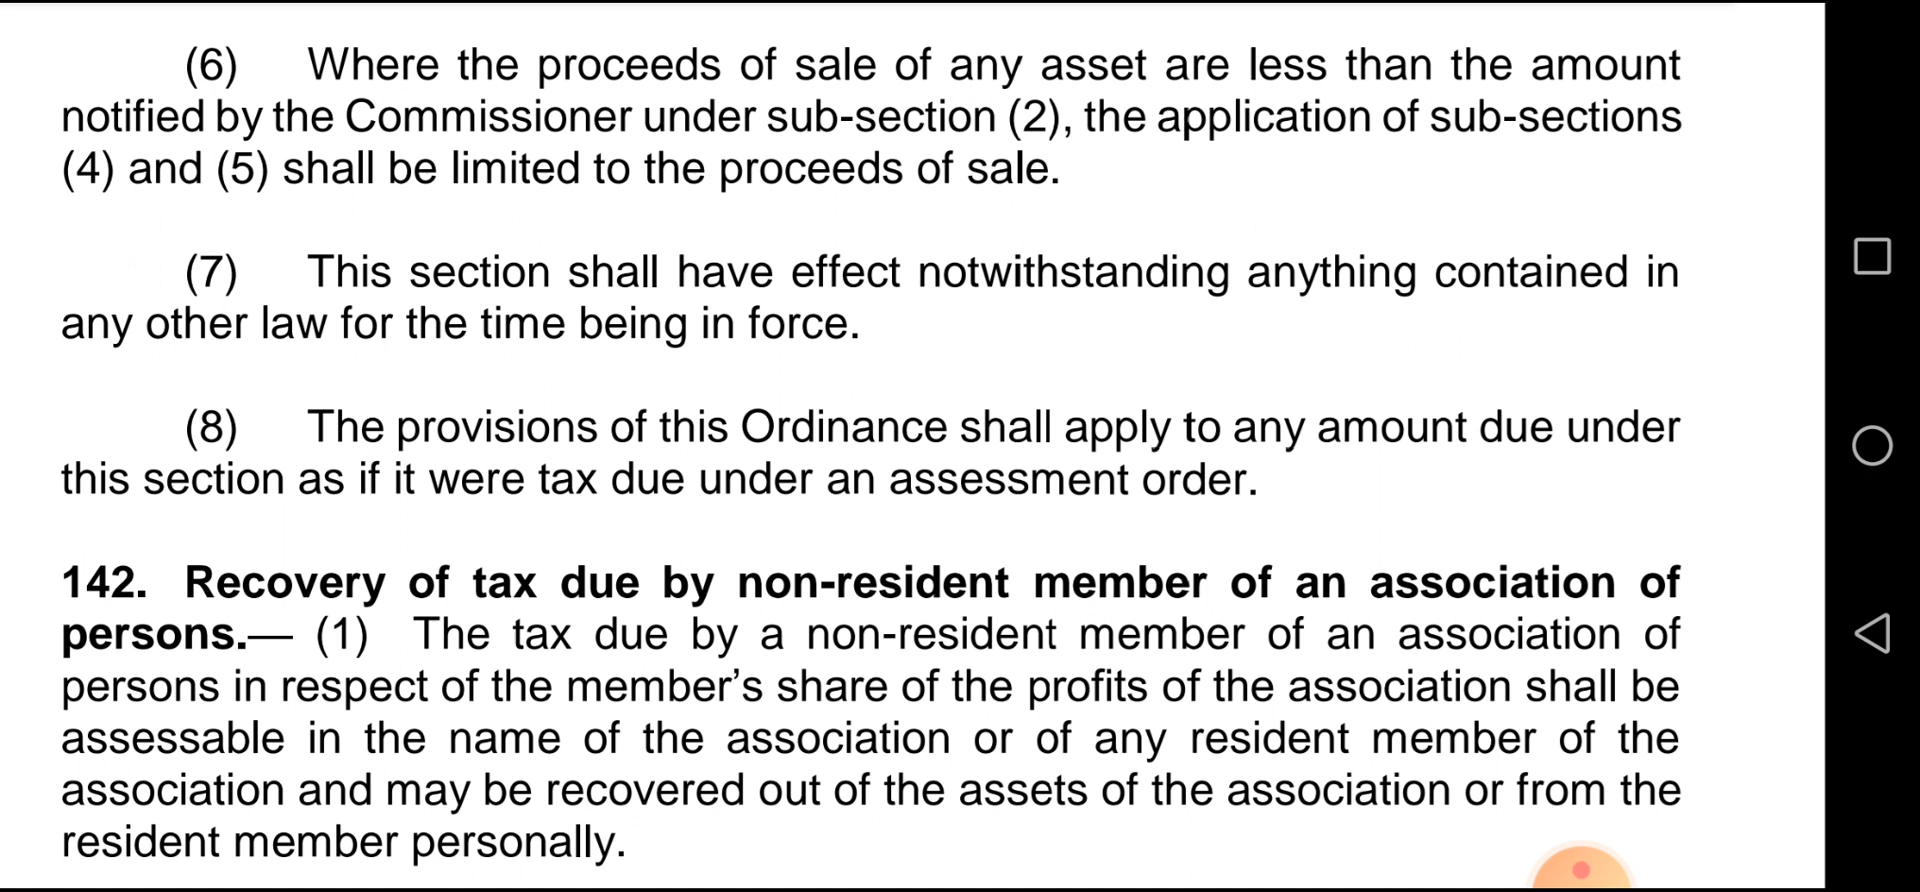 (6) Where the proceeds of sale of any asset are less than the amount
notified by the Commissioner under sub-section (2), the application of sub-sections
(4) and (5) shall be limited to the proceeds of sale.
(7) This section shall have effect notwithstanding anything contained in
any other law for the time being in force.
(8) The provisions of this Ordinance shall apply to any amount due under
this section as if it were tax due under an assessment order.
142. Recovery of tax due by non-resident member of an association of
persons.— (1) The tax due by a non-resident member of an association of
persons in respect of the member’s share of the profits of the association shall be
assessable in the name of the association or of any resident member of the
association and may be recovered out of the assets of the association or from the
resident member personally.